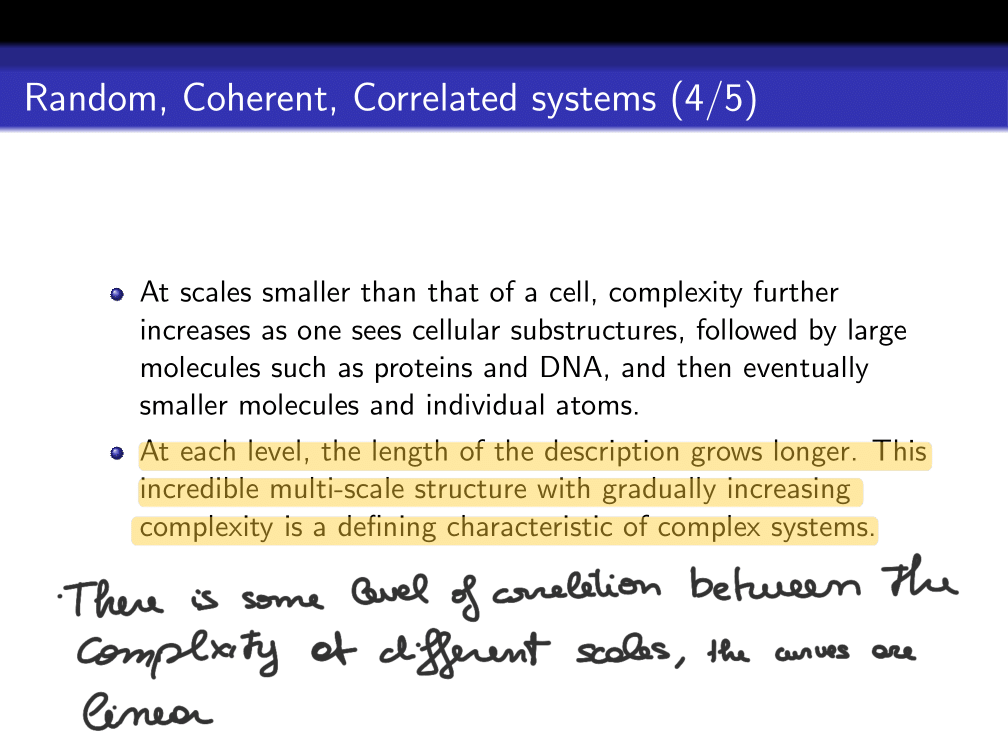 Random, Coherent, Correlated systems (4/5)
At scales smaller than that of a cell, complexity further
increases as one sees cellular substructures, followed by large
molecules such as proteins and DNA, and then eventually
smaller molecules and individual atoms.
At each level, the length of the description grows longer. This
incredible multi-scale structure with gradually increasing
complexity is a defining characteristic of complex systems.
There is some level of correletion between the
complxity at different scales, the curves are
linear